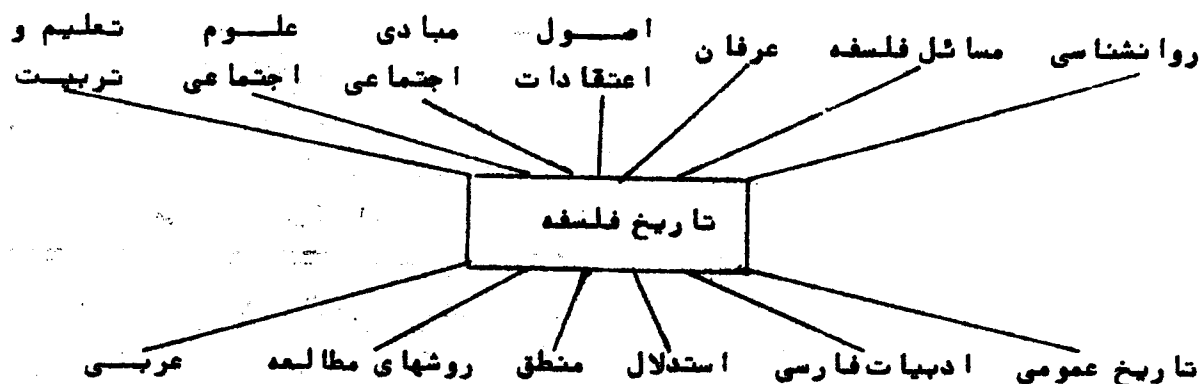 روانشناسی
مسائل فلسفه
عرفان
اصول
اعتقادات
مبادی
اجتماعی
علوم
اجتماعی
تعلیم و
تربیت
تاریخ فلسفه
تاریخ عمومی
ادبیات فارسی
استدلال
منطق
روشهای مطالعه
عربی